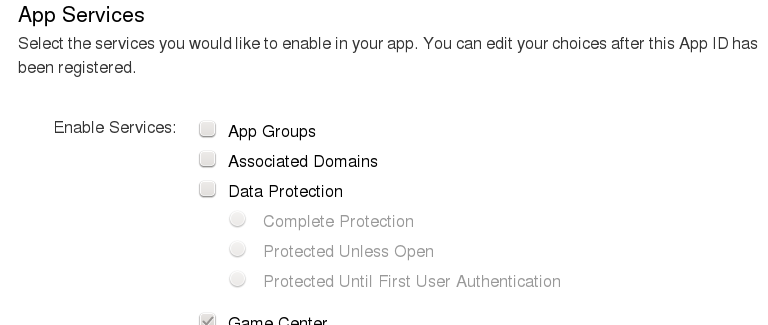 App Services
Select the services you would like to enable in your app. You can edit your choices after this App ID has
been registered.
Enable Services:
App Groups
Associated Domains
Data Protection
Complete Protection
Protected Unless Open
Protected Until First User Authentication
Game Center